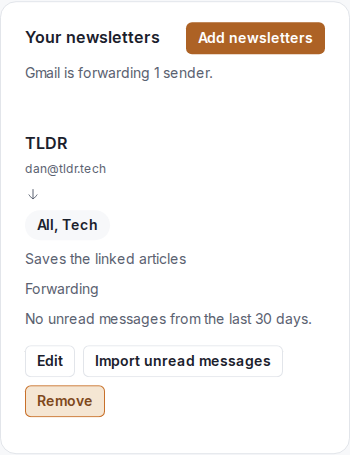 Your newsletters
Add newsletters
Gmail is forwarding 1 sender.
TLDR
dan@tldr.tech
↓
All, Tech
Saves the linked articles
Forwarding
No unread messages from the last 30 days.
Edit
Import unread messages
Remove